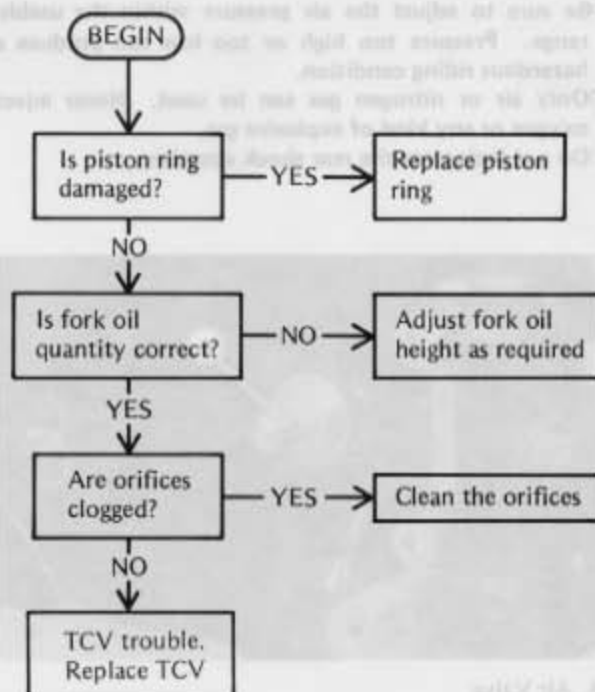 BEGIN
Is piston ring
damaged?
YES
Replace piston
ring
NO
Is fork oil
quantity correct?
NO
Adjust fork oil
height as required
YES
Are orifices
clogged?
YES
Clean the orifices
NO
TCV trouble.
Replace TCV